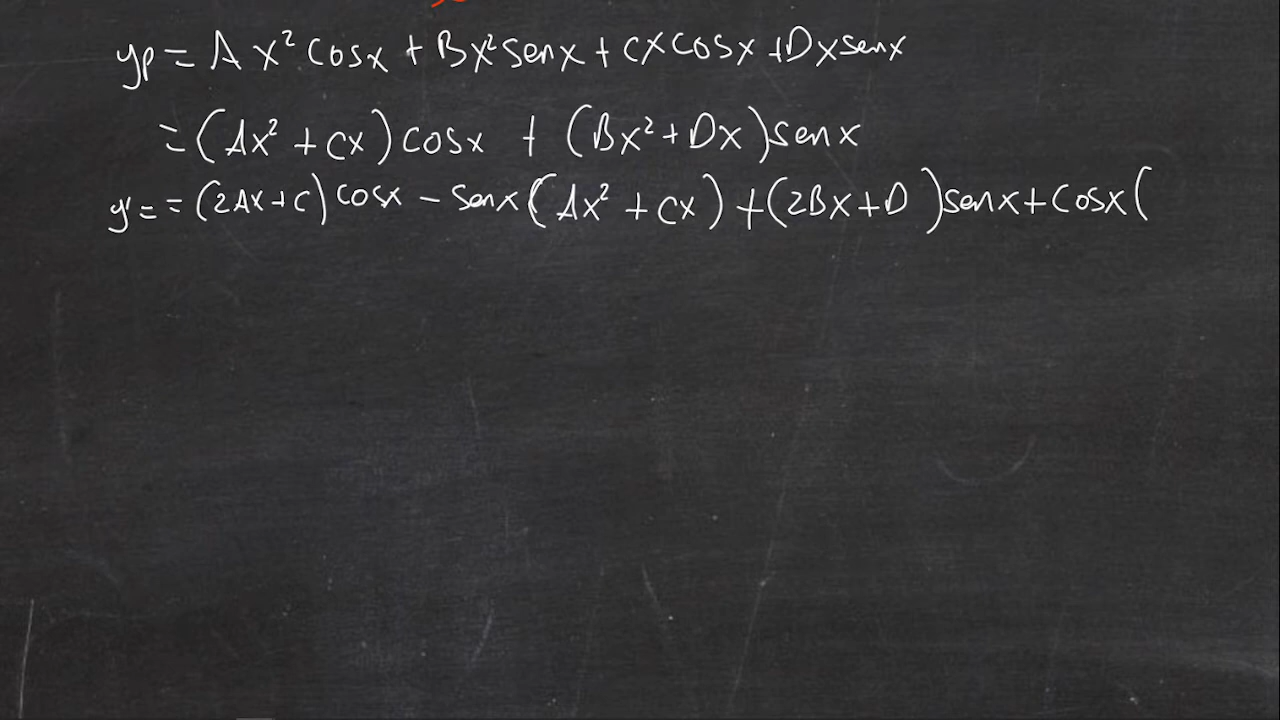 yp = Ax² cosx + Bx² senx + cx cosx + Dx senx
= (Ax² + cx) cosx + (Bx² + Dx) senx
y' = = (2Ax + c) cosx - senx (Ax² + cx) + (2Bx + D) senx + cosx (